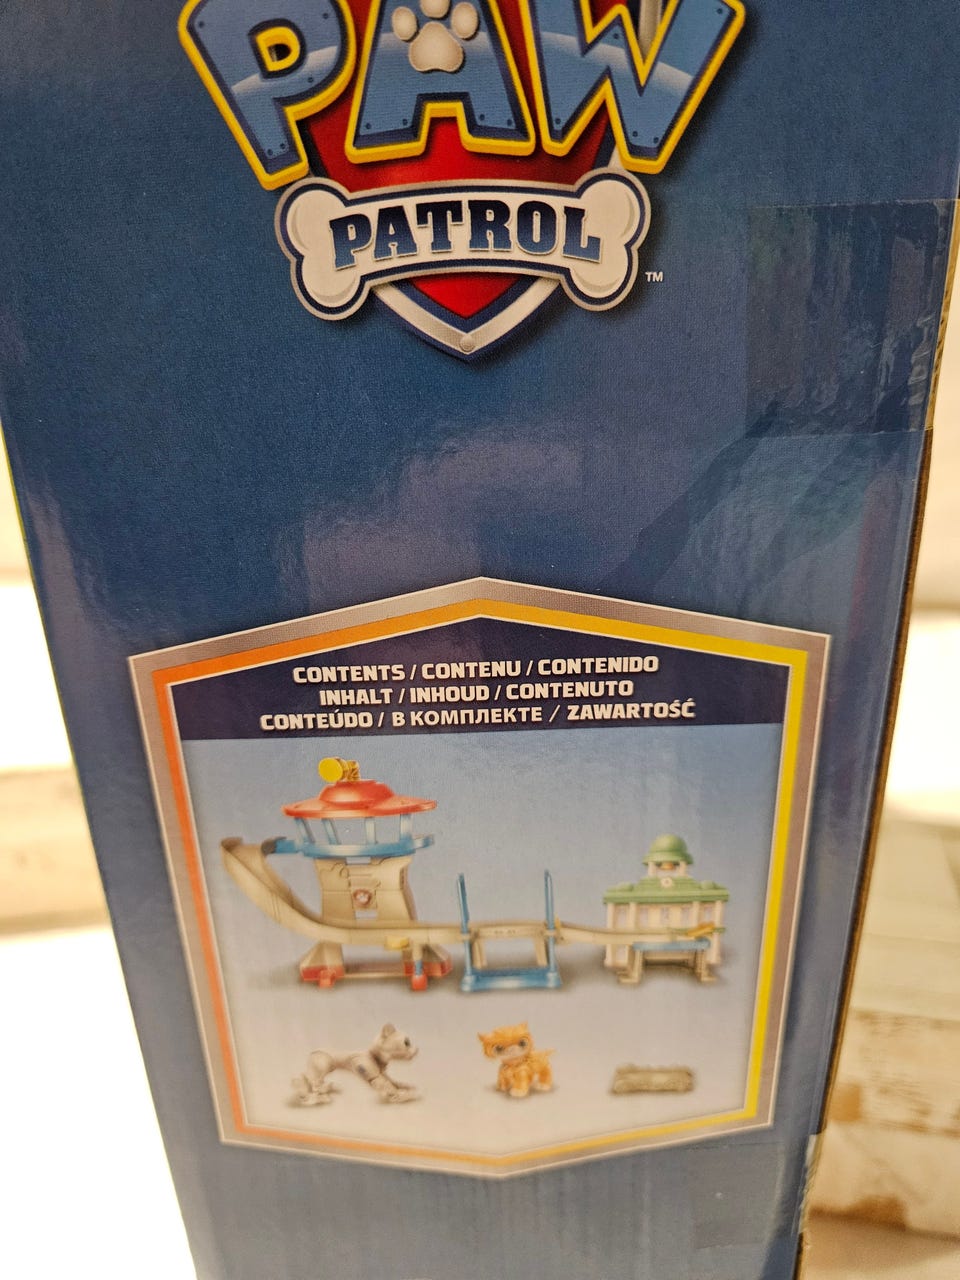 PAW
PATROL
TM
CONTENTS / CONTENU / CONTENIDO
INHALT / INHOUD / CONTENUTO
CONTEÚDO / В КОМПЛЕКТЕ / ZAWARTOŚĆ